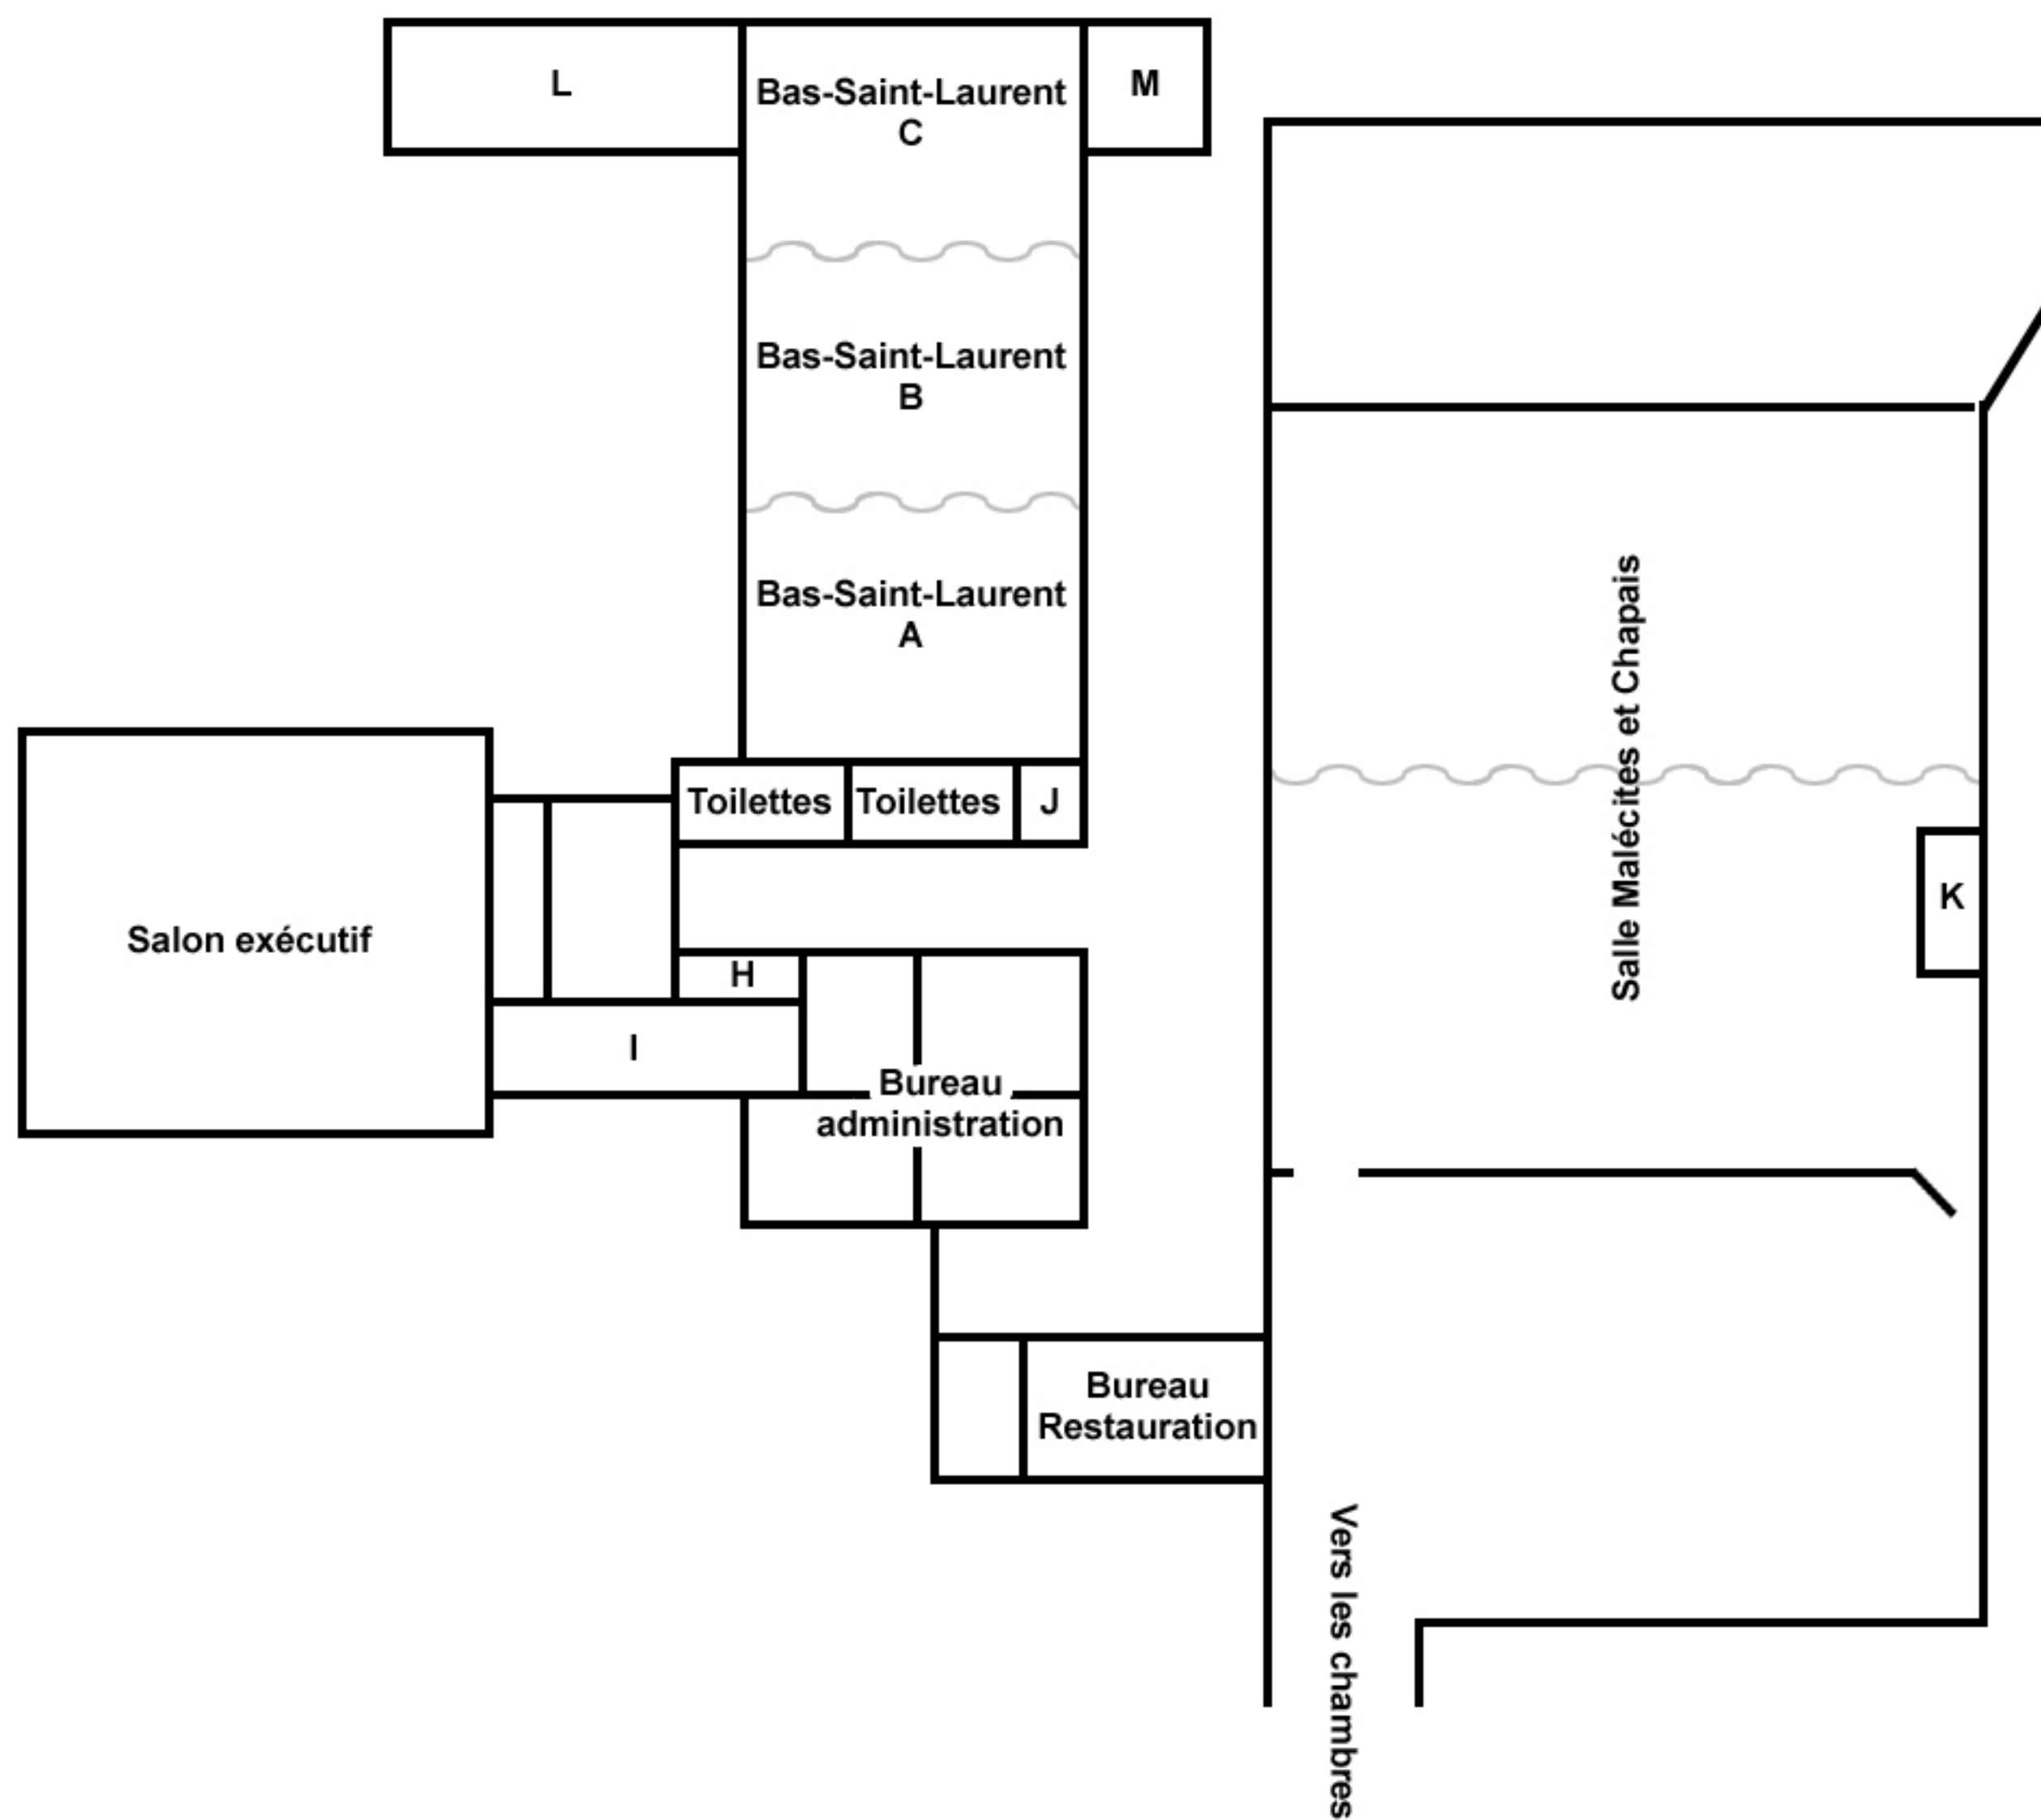 L
Bas-Saint-Laurent
C
M
Bas-Saint-Laurent
B
Bas-Saint-Laurent
A
Salle Malécites et Chapais
Toilettes
Toilettes
J
K
Salon exécutif
H
I
Bureau
administration
Bureau
Restauration
Vers les chambres